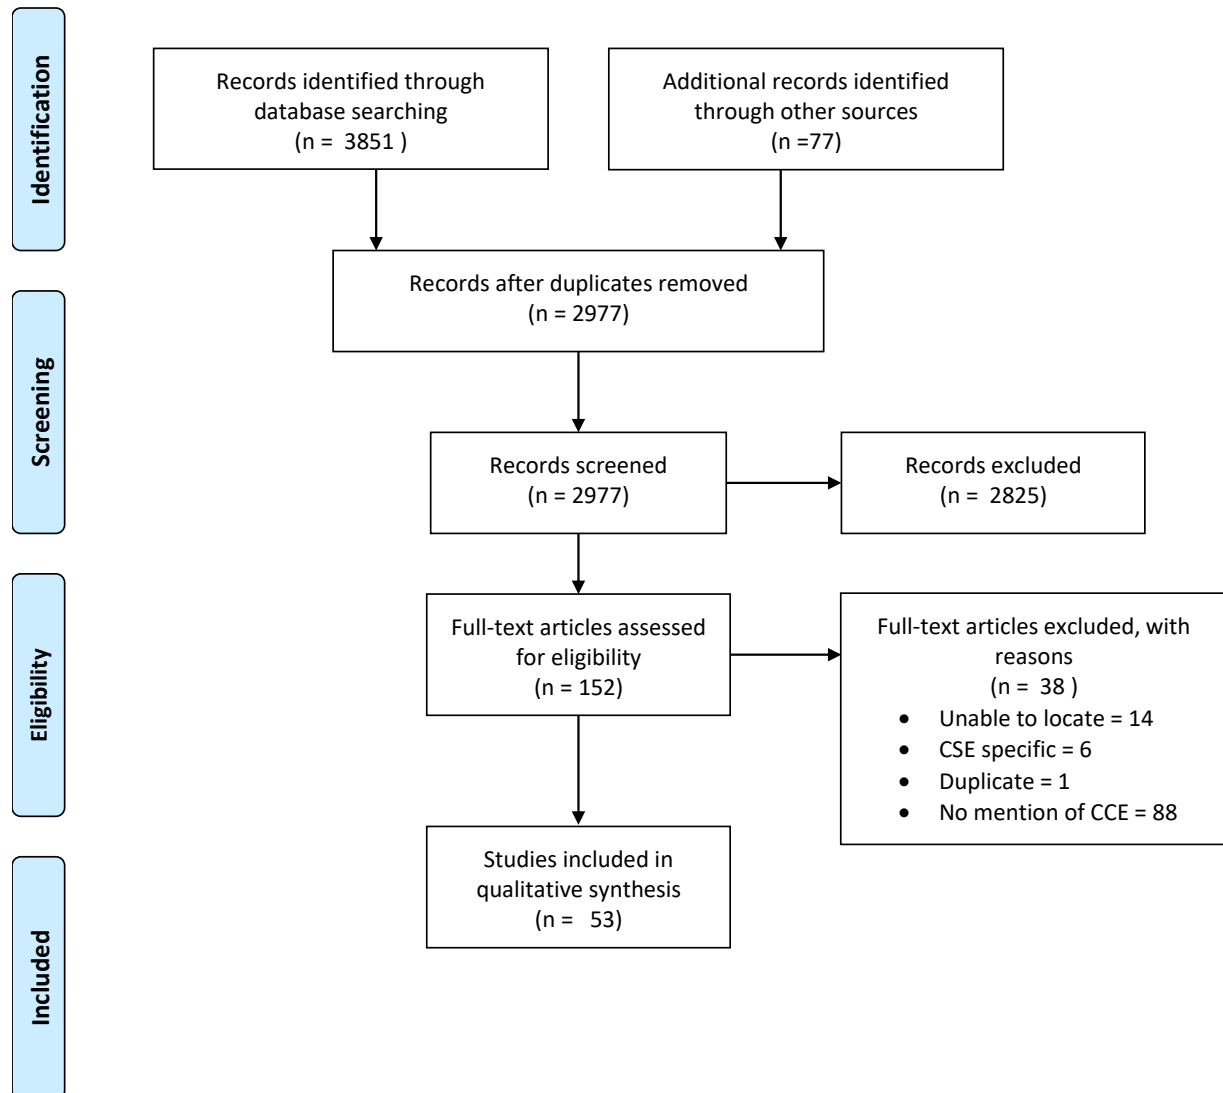 Identification
Records identified through
database searching
(n = 3851 )
Additional records identified
through other sources
(n =77)
Records after duplicates removed
(n = 2977)
Screening
Records screened
(n = 2977)
Records excluded
(n = 2825)
Eligibility
Full-text articles assessed
for eligibility
(n = 152)
Full-text articles excluded, with
reasons
(n = 38 )
• Unable to locate = 14
• CSE specific = 6
• Duplicate = 1
• No mention of CCE = 88
Included
Studies included in
qualitative synthesis
(n = 53)